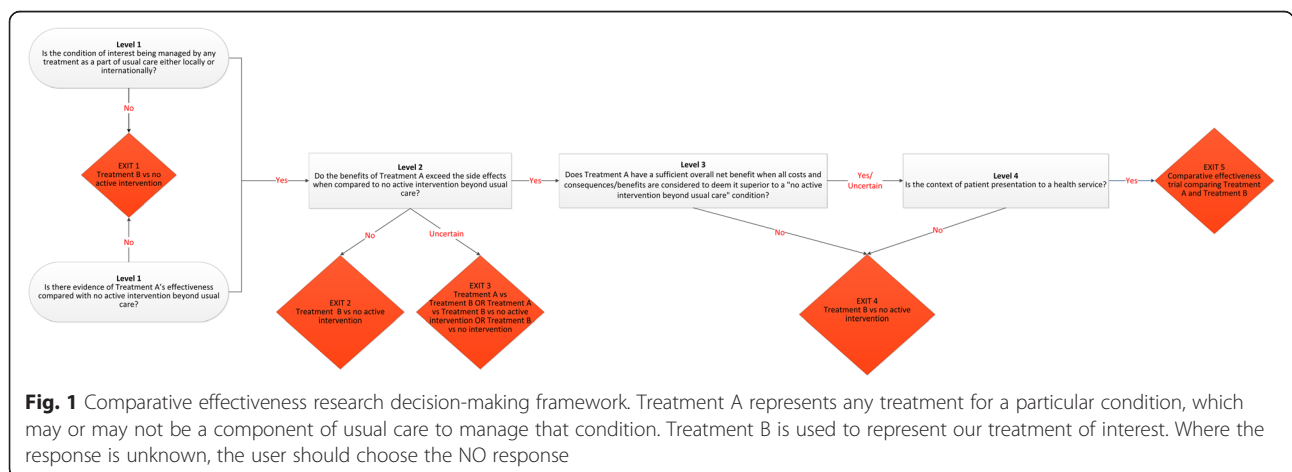 Level 1
Is the condition of interest being managed by any
treatment as a part of usual care either locally or
internationally?
No
EXIT 1
Treatment B vs no
active intervention
No
Level 1
Is there evidence of Treatment A's effectiveness
compared with no active intervention beyond usual
care?
Yes
Level 2
Do the benefits of Treatment A exceed the side effects
when compared to no active intervention beyond usual
care?
No
Uncertain
EXIT 2
Treatment B vs no active
intervention
EXIT 3
Treatment A vs
Treatment B OR Treatment A
vs Treatment B vs no active
intervention OR Treatment B
vs no intervention
Yes
Level 3
Does Treatment A have a sufficient overall net benefit when all costs and
consequences/benefits are considered to deem it superior to a "no active
intervention beyond usual care" condition?
No
Yes/
Uncertain
Level 4
Is the context of patient presentation to a health service?
No
EXIT 4
Treatment B vs no active
intervention
Yes
EXIT 5
Comparative effectiveness
trial comparing Treatment
A and Treatment B
Fig. 1 Comparative effectiveness research decision-making framework. Treatment A represents any treatment for a particular condition, which
may or may not be a component of usual care to manage that condition. Treatment B is used to represent our treatment of interest. Where the
response is unknown, the user should choose the NO response